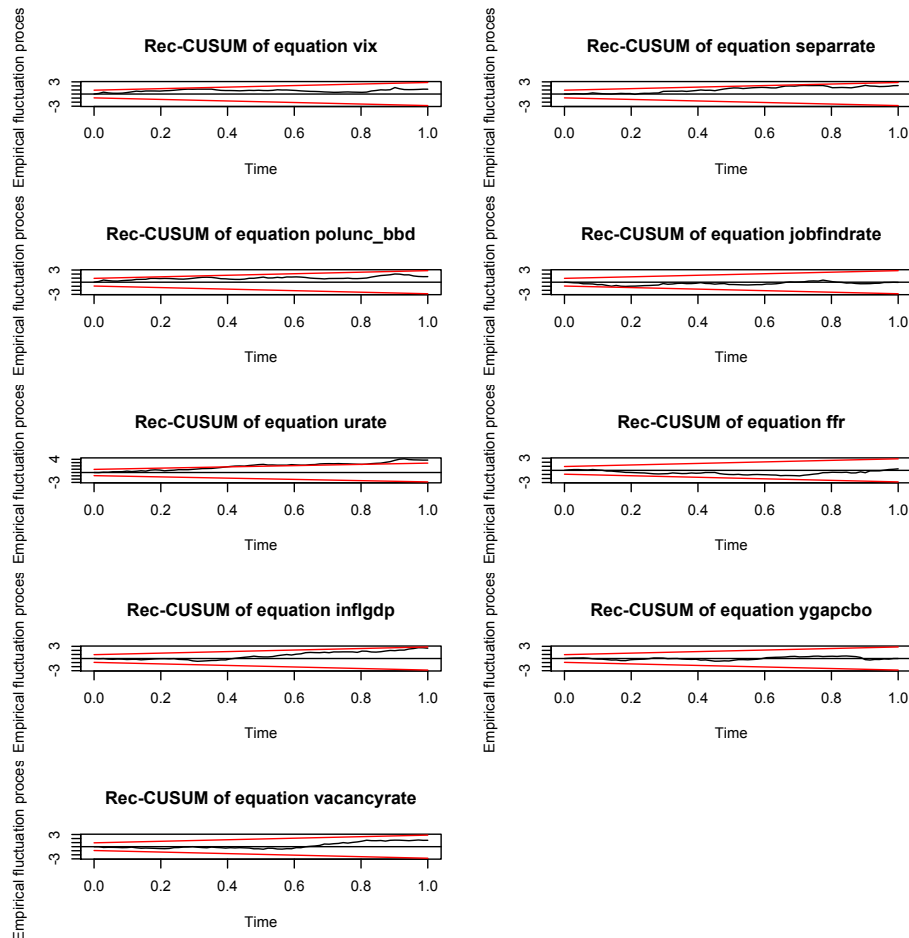 Rec-CUSUM of equation vix
Empirical fluctuation proces
3
-3
0.0 0.2 0.4 0.6 0.8 1.0
Time
Rec-CUSUM of equation separrate
Empirical fluctuation proces
3
-3
0.0 0.2 0.4 0.6 0.8 1.0
Time
Rec-CUSUM of equation polunc_bbd
Empirical fluctuation proces
3
-3
0.0 0.2 0.4 0.6 0.8 1.0
Time
Rec-CUSUM of equation jobfindrate
Empirical fluctuation proces
3
-3
0.0 0.2 0.4 0.6 0.8 1.0
Time
Rec-CUSUM of equation urate
Empirical fluctuation proces
4
-3
0.0 0.2 0.4 0.6 0.8 1.0
Time
Rec-CUSUM of equation ffr
Empirical fluctuation proces
3
-3
0.0 0.2 0.4 0.6 0.8 1.0
Time
Rec-CUSUM of equation inflgdp
Empirical fluctuation proces
3
-3
0.0 0.2 0.4 0.6 0.8 1.0
Time
Rec-CUSUM of equation ygapcbo
Empirical fluctuation proces
3
-3
0.0 0.2 0.4 0.6 0.8 1.0
Time
Rec-CUSUM of equation vacancyrate
Empirical fluctuation proces
3
-3
0.0 0.2 0.4 0.6 0.8 1.0
Time